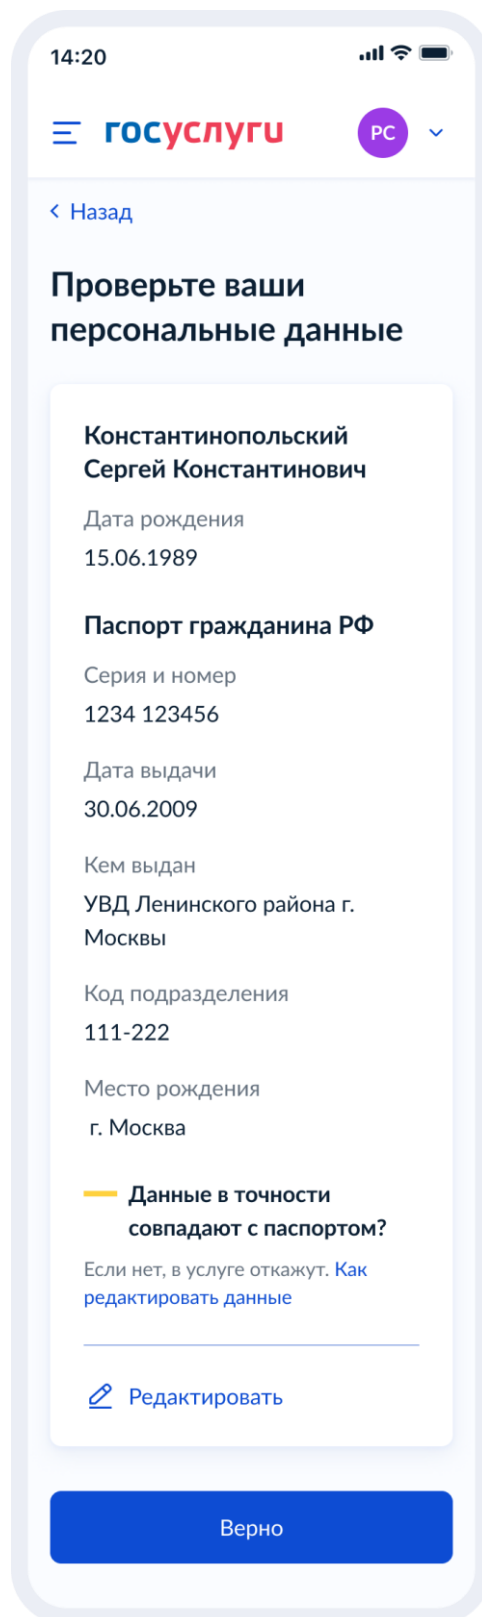 14:20
госуслуги
РС
Назад
Проверьте ваши
персональные данные
Константинопольский
Сергей Константинович
Дата рождения
15.06.1989
Паспорт гражданина РФ
Серия и номер
1234 123456
Дата выдачи
30.06.2009
Кем выдан
УВД Ленинского района г.
Москвы
Код подразделения
111-222
Место рождения
г. Москва
Данные в точности
совпадают с паспортом?
Если нет, в услуге откажут. Как
редактировать данные
Редактировать
Верно